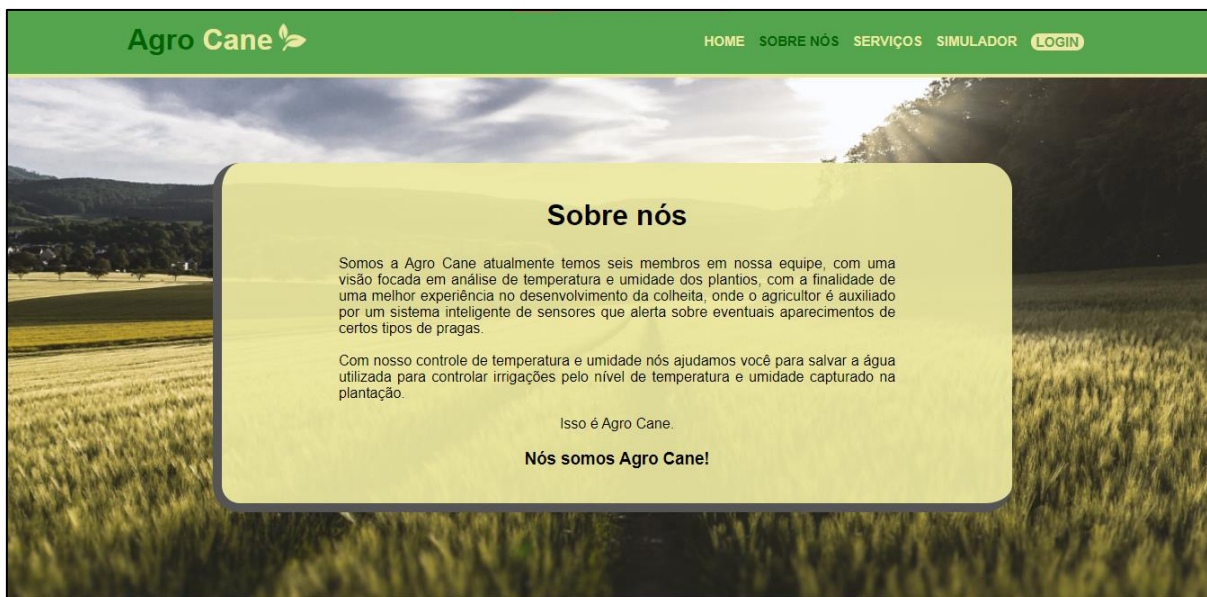 Agro Cane
HOME SOBRE NÓS SERVIÇOS SIMULADOR LOGIN
Sobre nós
Somos a Agro Cane atualmente temos seis membros em nossa equipe, com uma
visão focada em análise de temperatura e umidade dos plantios, com a finalidade de
uma melhor experiência no desenvolvimento da colheita, onde o agricultor é auxiliado
por um sistema inteligente de sensores que alerta sobre eventuais aparecimentos de
certos tipos de pragas.
Com nosso controle de temperatura e umidade nós ajudamos você para salvar a água
utilizada para controlar irrigações pelo nível de temperatura e umidade capturado na
plantação.
Isso é Agro Cane.
Nós somos Agro Cane!